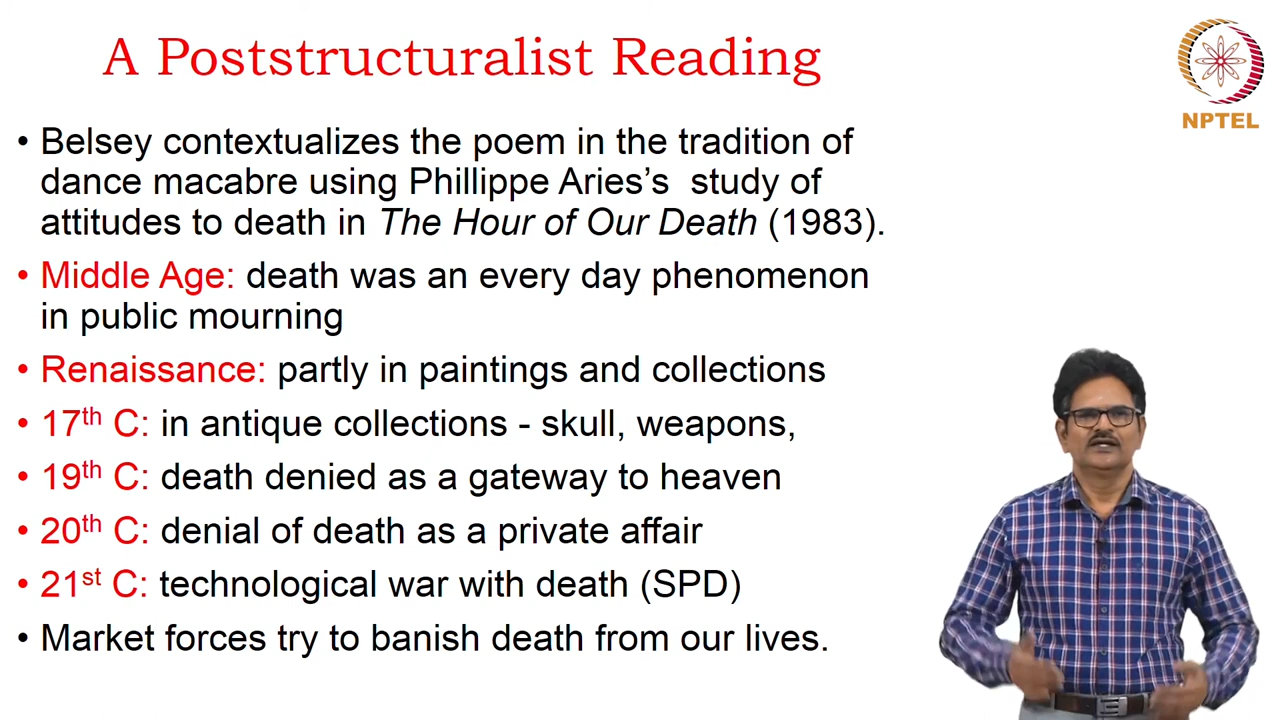 A Poststructuralist Reading
NPTEL
• Belsey contextualizes the poem in the tradition of
dance macabre using Phillippe Aries's study of
attitudes to death in The Hour of Our Death (1983).
• Middle Age: death was an every day phenomenon
in public mourning
• Renaissance: partly in paintings and collections
• 17th C: in antique collections - skull, weapons,
• 19th C: death denied as a gateway to heaven
• 20th C: denial of death as a private affair
• 21st C: technological war with death (SPD)
• Market forces try to banish death from our lives.